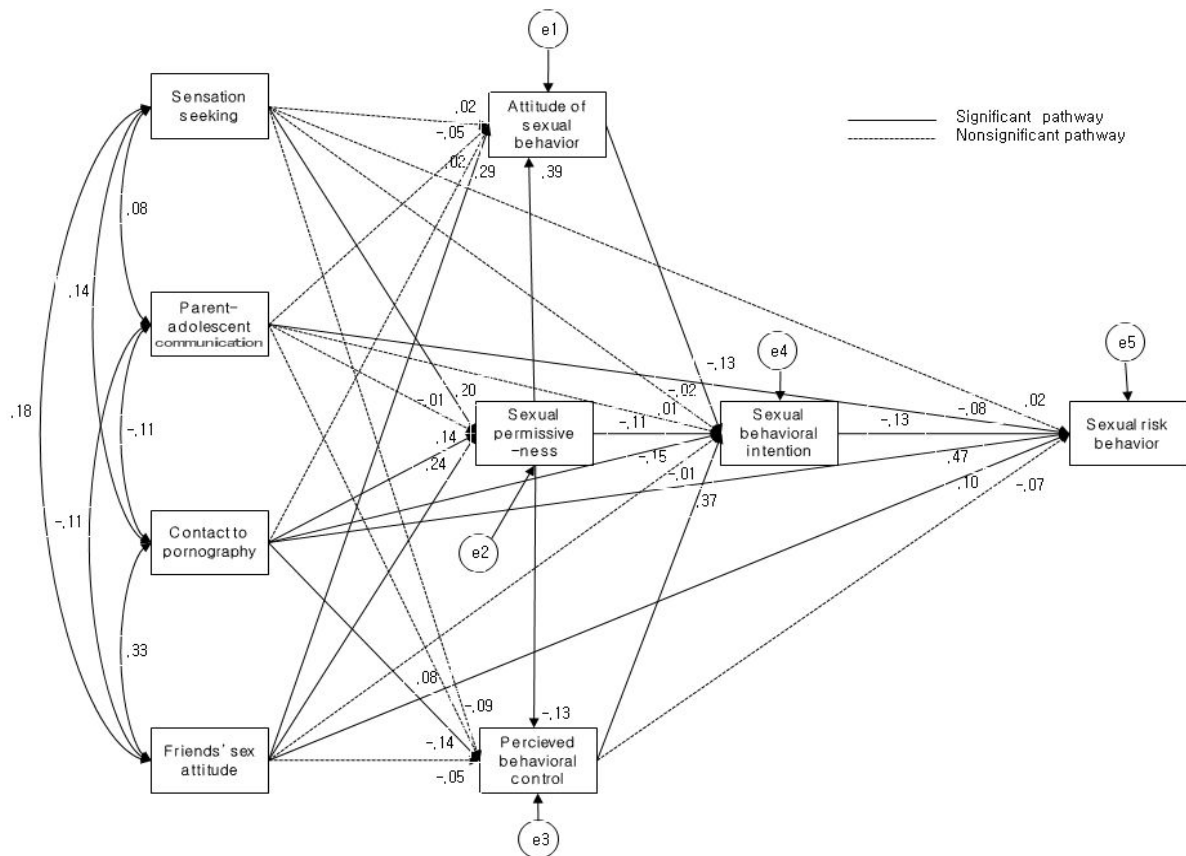 e1
Sensation
seeking
Attitude of
sexual
behavior
Significant pathway
Nonsignificant pathway
.02
-.05
.02
.29
.39
.08
.14
Parent-
adolescent
communication
e4
e5
-.13
.18
-.01
.20
Sexual
permissive
-ness
-.02
.01
-.11
Sexual
behavioral
intention
-.08
.02
-.13
Sexual risk
behavior
-.11
.14
.24
-.15
-.01
.37
.47
.10
-.07
-.11
Contact to
pornography
e2
.33
.08
-.09
-.13
Friends' sex
attitude
-.14
-.05
Percieved
behavioral
control
e3